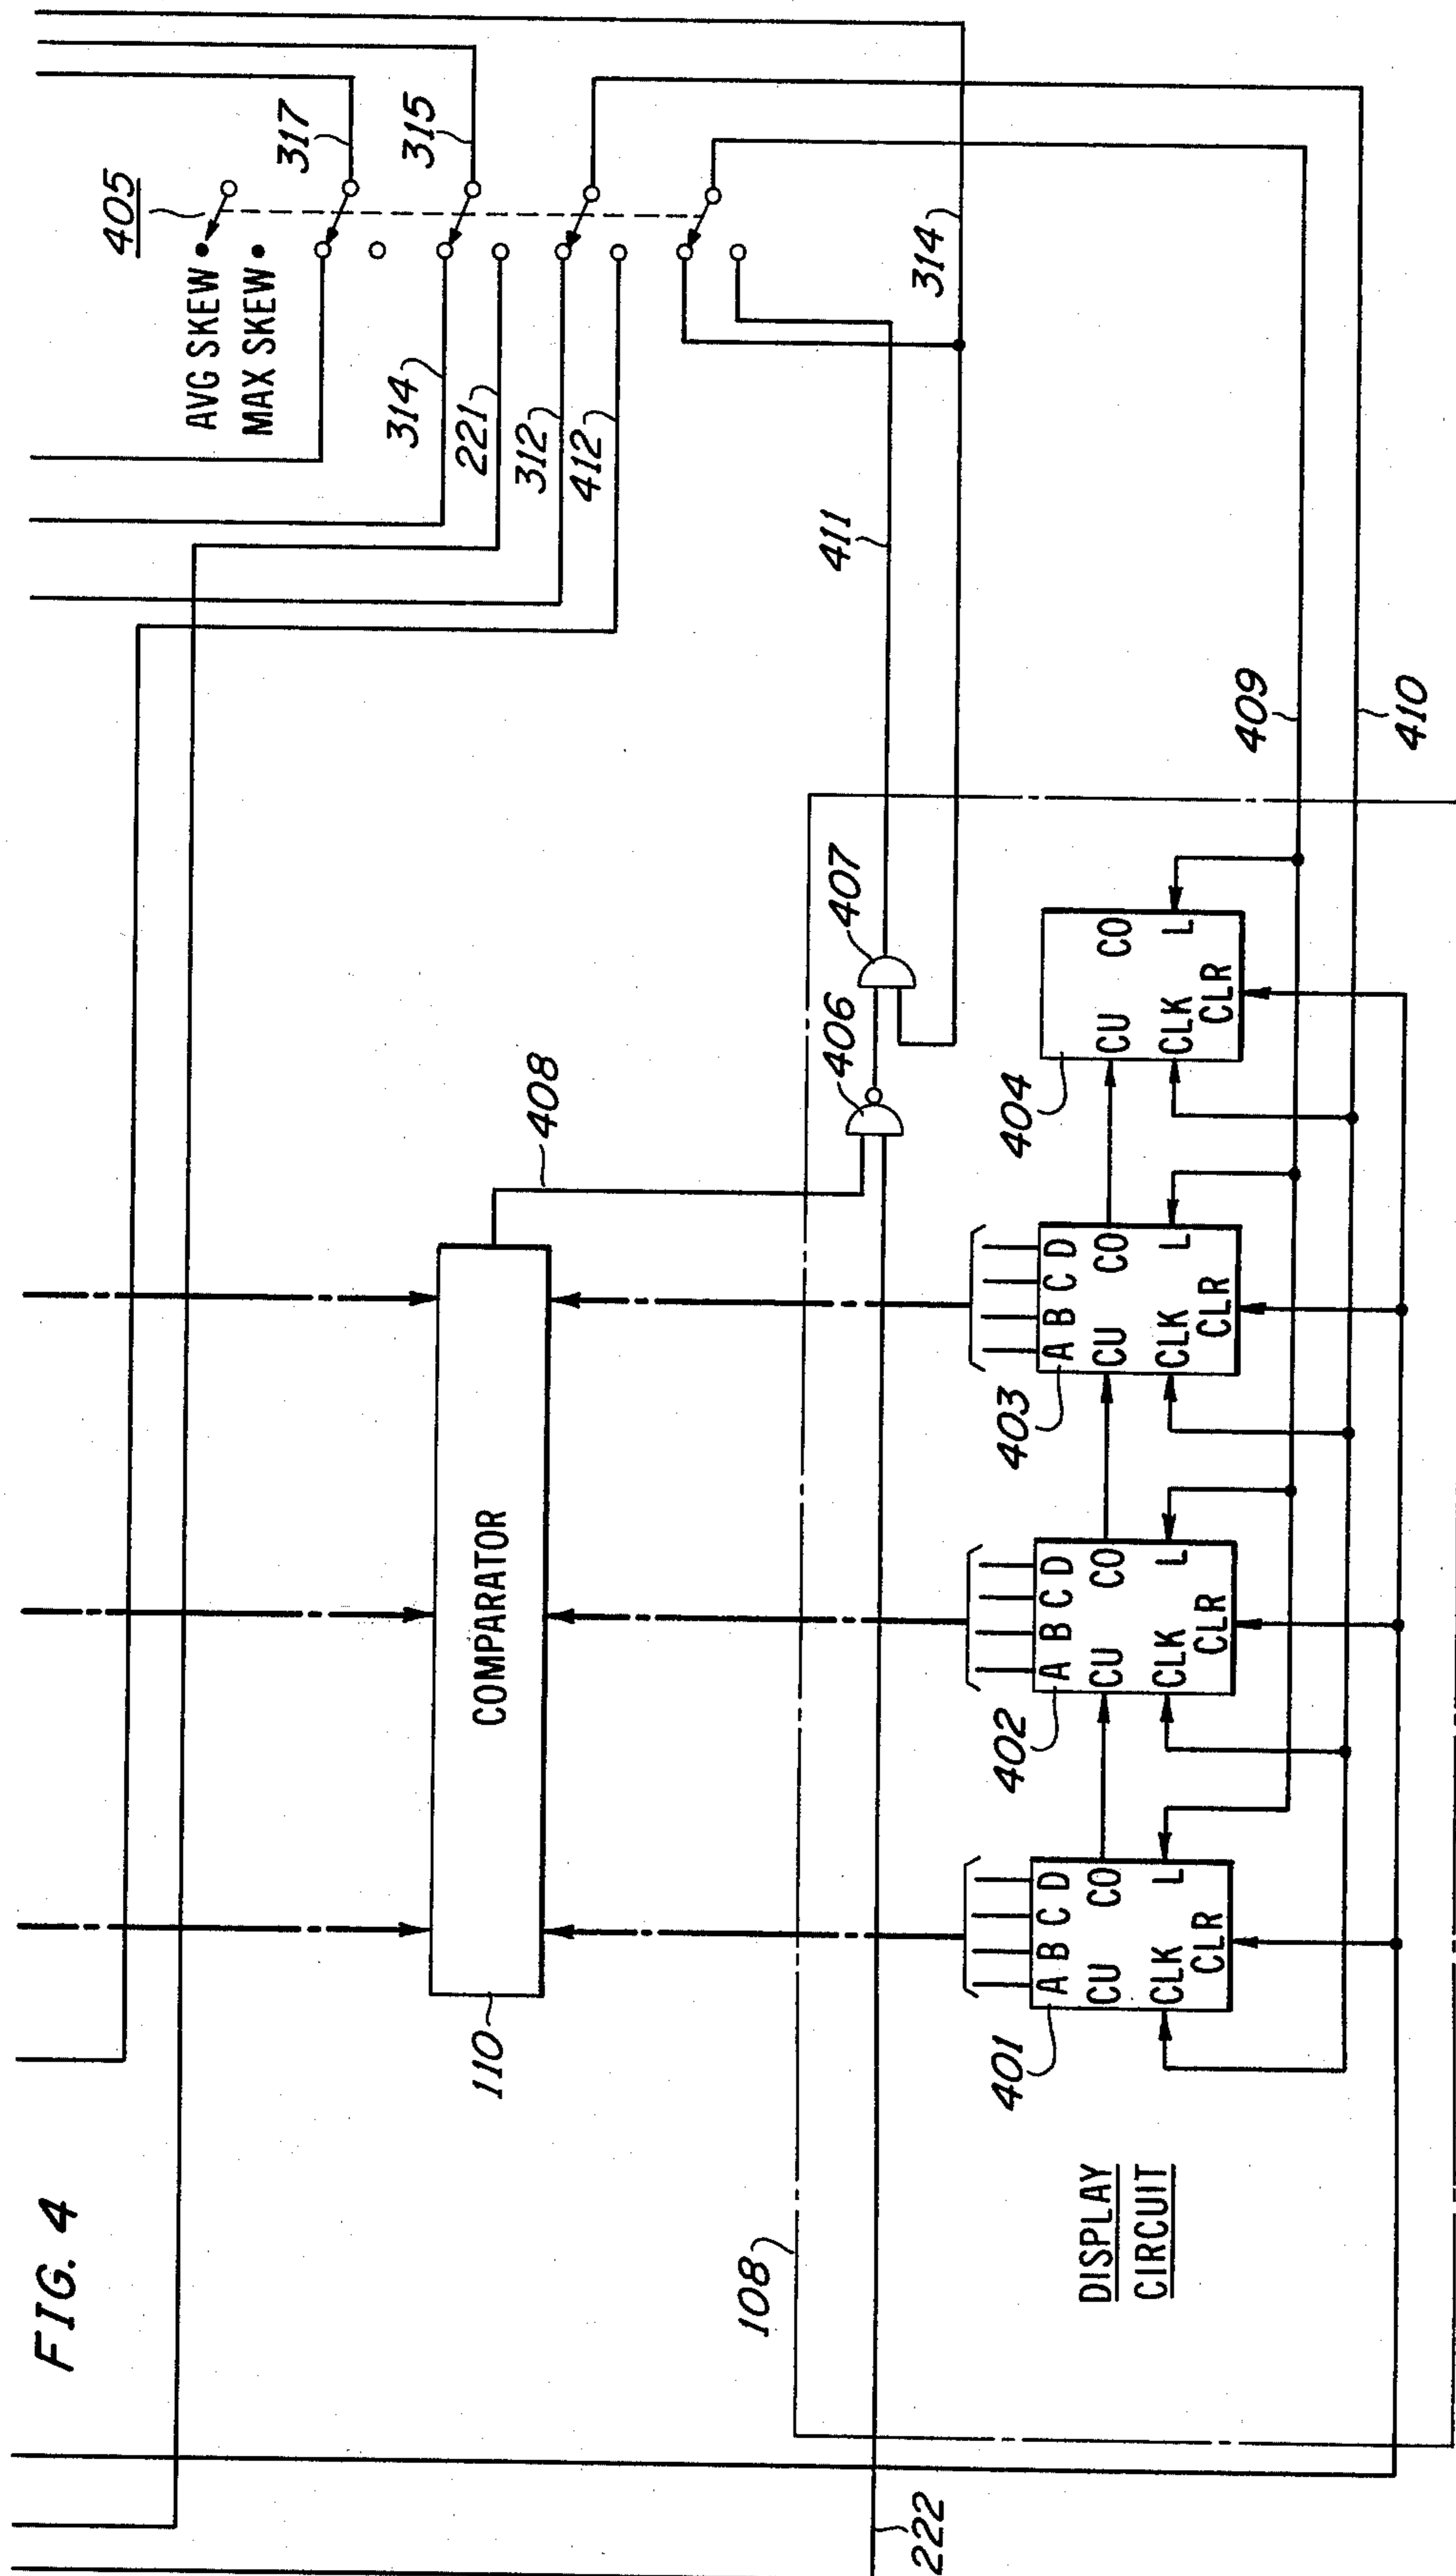 FIG. 4
405
AVG SKEW
MAX SKEW
317
315
314
221
312
412
314
411
409
410
COMPARATOR
110
408
406
407
108
222
DISPLAY
CIRCUIT
401
A B C D
CU CO
CLK L
CLR
402
A B C D
CU CO
CLK L
CLR
403
A B C D
CU CO
CLK L
CLR
404
CU CO
CLK L
CLR